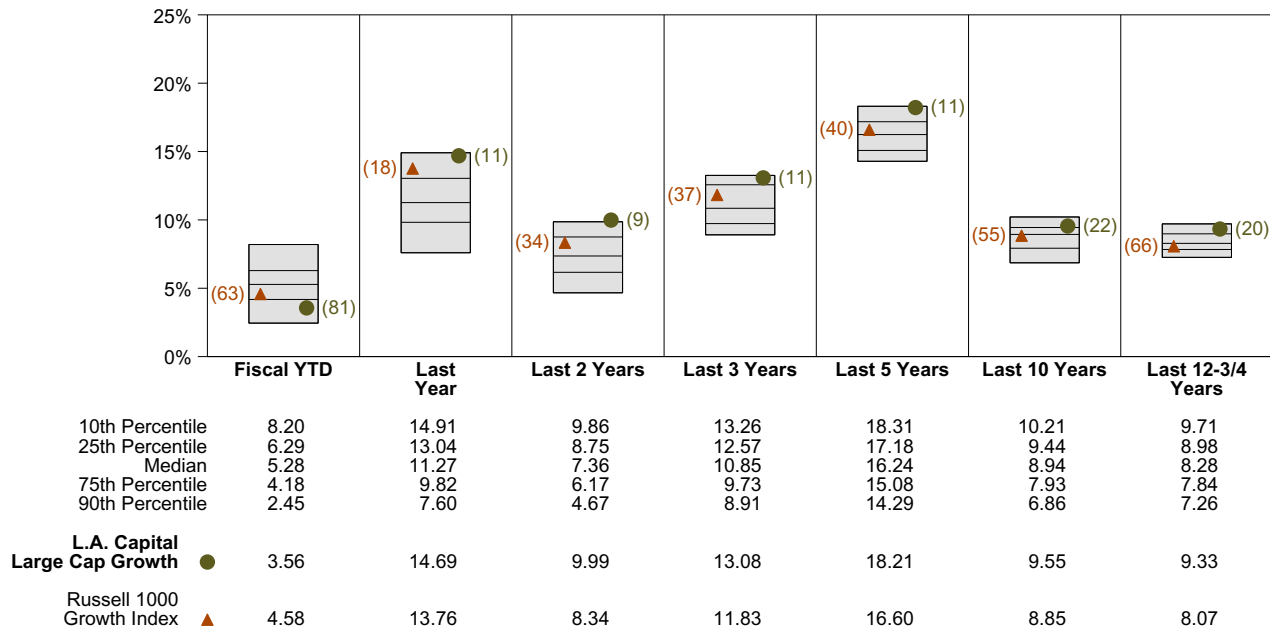 25%
20%
15%
10%
5%
0%
(63) (81)
(18) (11)
(34) (9)
(37) (11)
(40) (11)
(55) (22)
(66) (20)
Fiscal YTD Last Year Last 2 Years Last 3 Years Last 5 Years Last 10 Years Last 12-3/4 Years
10th Percentile 8.20 14.91 9.86 13.26 18.31 10.21 9.71
25th Percentile 6.29 13.04 8.75 12.57 17.18 9.44 8.98
Median 5.28 11.27 7.36 10.85 16.24 8.94 8.28
75th Percentile 4.18 9.82 6.17 9.73 15.08 7.93 7.84
90th Percentile 2.45 7.60 4.67 8.91 14.29 6.86 7.26
L.A. Capital
Large Cap Growth 3.56 14.69 9.99 13.08 18.21 9.55 9.33
Russell 1000
Growth Index 4.58 13.76 8.34 11.83 16.60 8.85 8.07